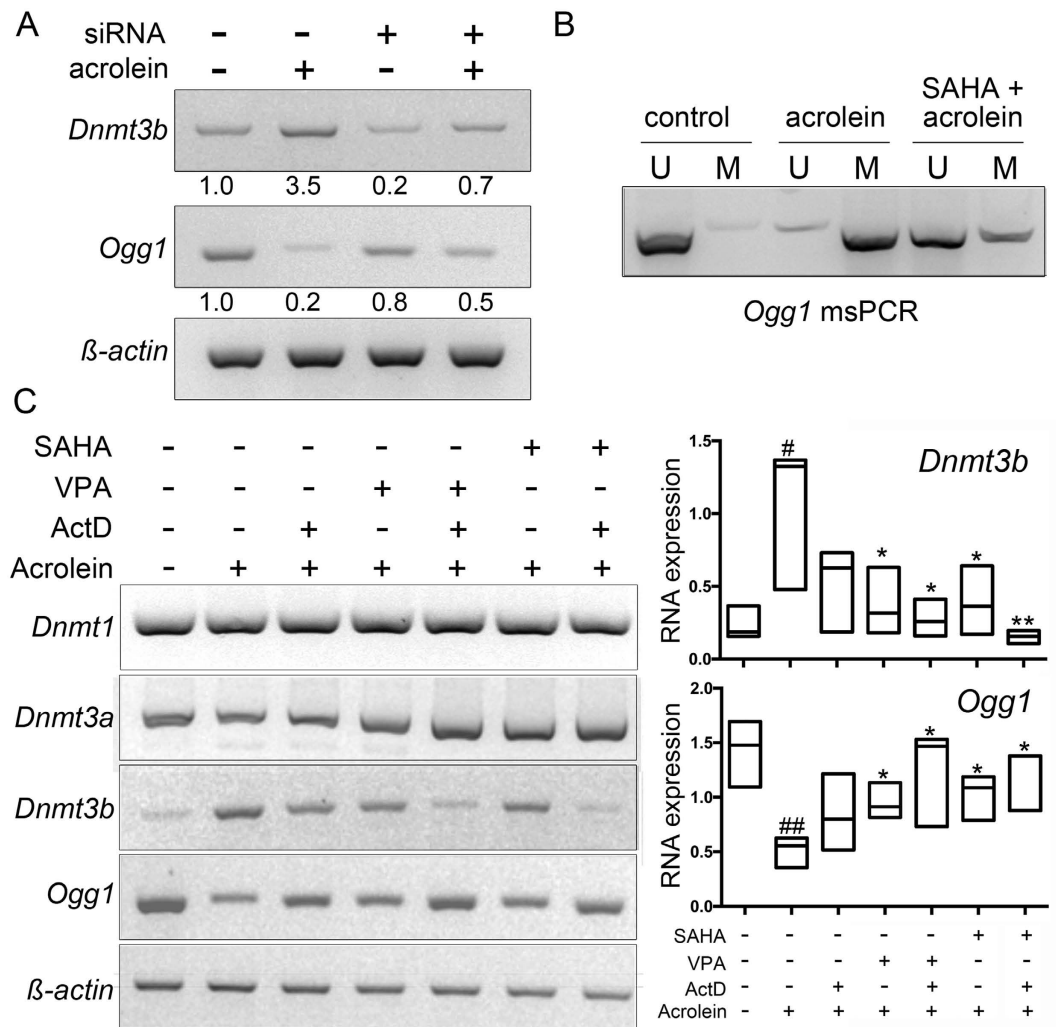 A
siRNA - - + +
acrolein - + - +
Dnmt3b
1.0 3.5 0.2 0.7
Ogg1
1.0 0.2 0.8 0.5
ß-actin
B
control acrolein SAHA + acrolein
U M U M U M
Ogg1 msPCR
C
SAHA - - - - - + +
VPA - - - + + - -
ActD - - + - + - +
Acrolein - + + + + + +
Dnmt1
Dnmt3a
Dnmt3b
Ogg1
ß-actin
Dnmt3b
RNA expression
1.5
1.0
0.5
0.0
# * * * **
Ogg1
RNA expression
2.0
1.5
1.0
0.5
0.0
## * * * *
SAHA - - - - - + +
VPA - - - + + - -
ActD - - + - + - +
Acrolein - + + + + + +